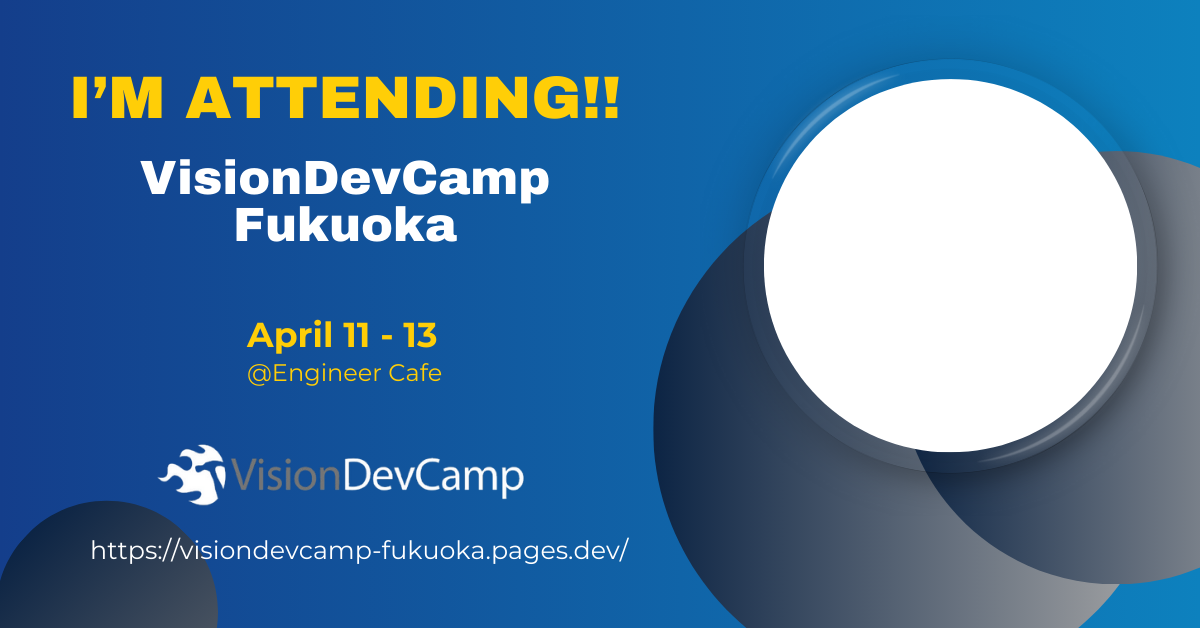 I’M ATTENDING!!
VisionDevCamp
Fukuoka
April 11 - 13
@Engineer Cafe
VisionDevCamp
https://visiondevcamp-fukuoka.pages.dev/